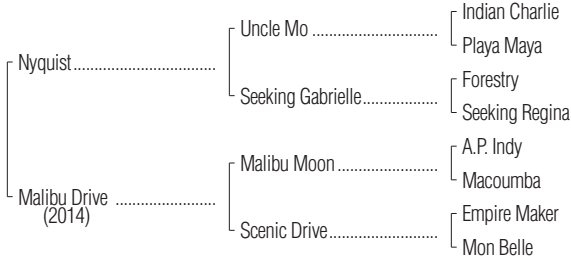 Indian Charlie
Uncle Mo ................................
Playa Maya
Nyquist ....................................
Forestry
Seeking Gabrielle ...................
Seeking Regina
A.P. Indy
Malibu Moon .........................
Macoumba
Malibu Drive .........................
(2014)
Empire Maker
Scenic Drive ...........................
Mon Belle